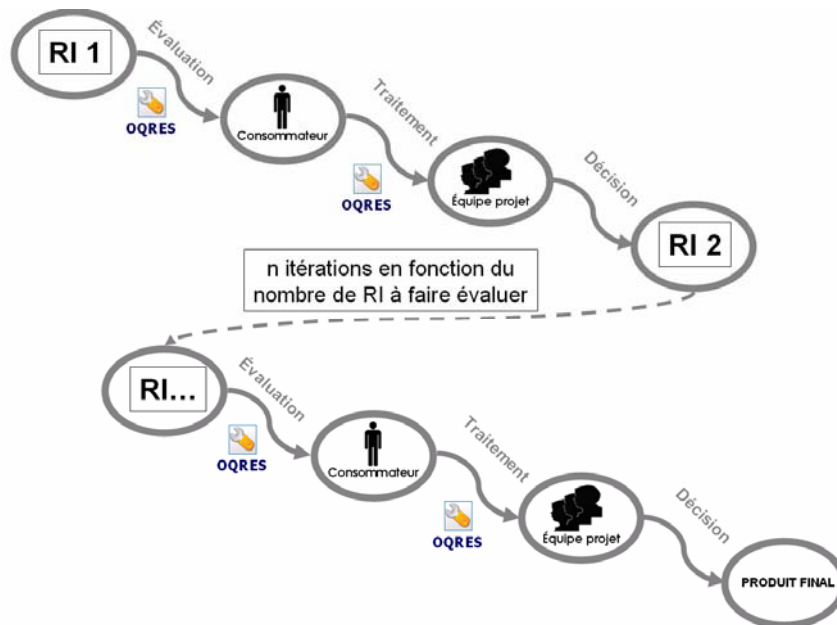 RI 1
Évaluation
OQRES
Consommateur
Traitement
OQRES
Équipe projet
Décision
RI 2
n itérations en fonction du
nombre de RI à faire évaluer
RI...
Évaluation
OQRES
Consommateur
Traitement
OQRES
Équipe projet
Décision
PRODUIT FINAL